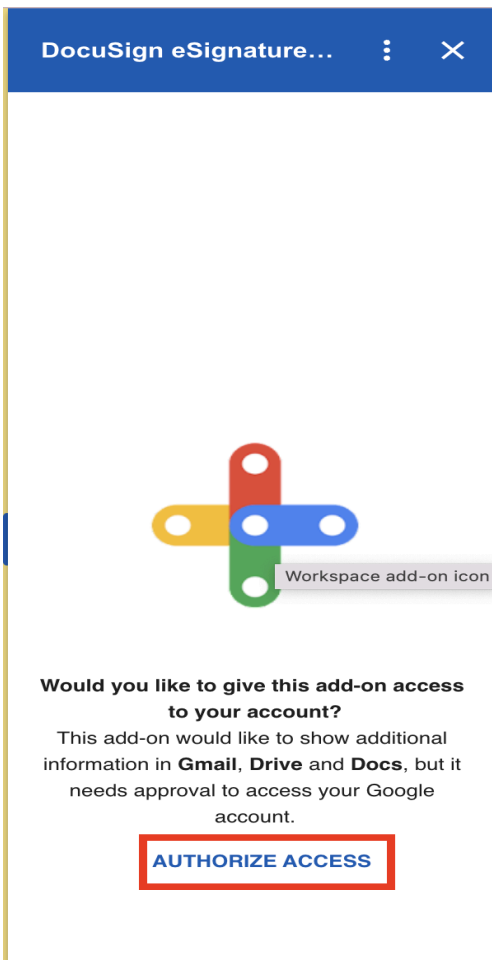 DocuSign eSignature...
Workspace add-on icon
Would you like to give this add-on access
to your account?
This add-on would like to show additional
information in Gmail, Drive and Docs, but it
needs approval to access your Google
account.
AUTHORIZE ACCESS